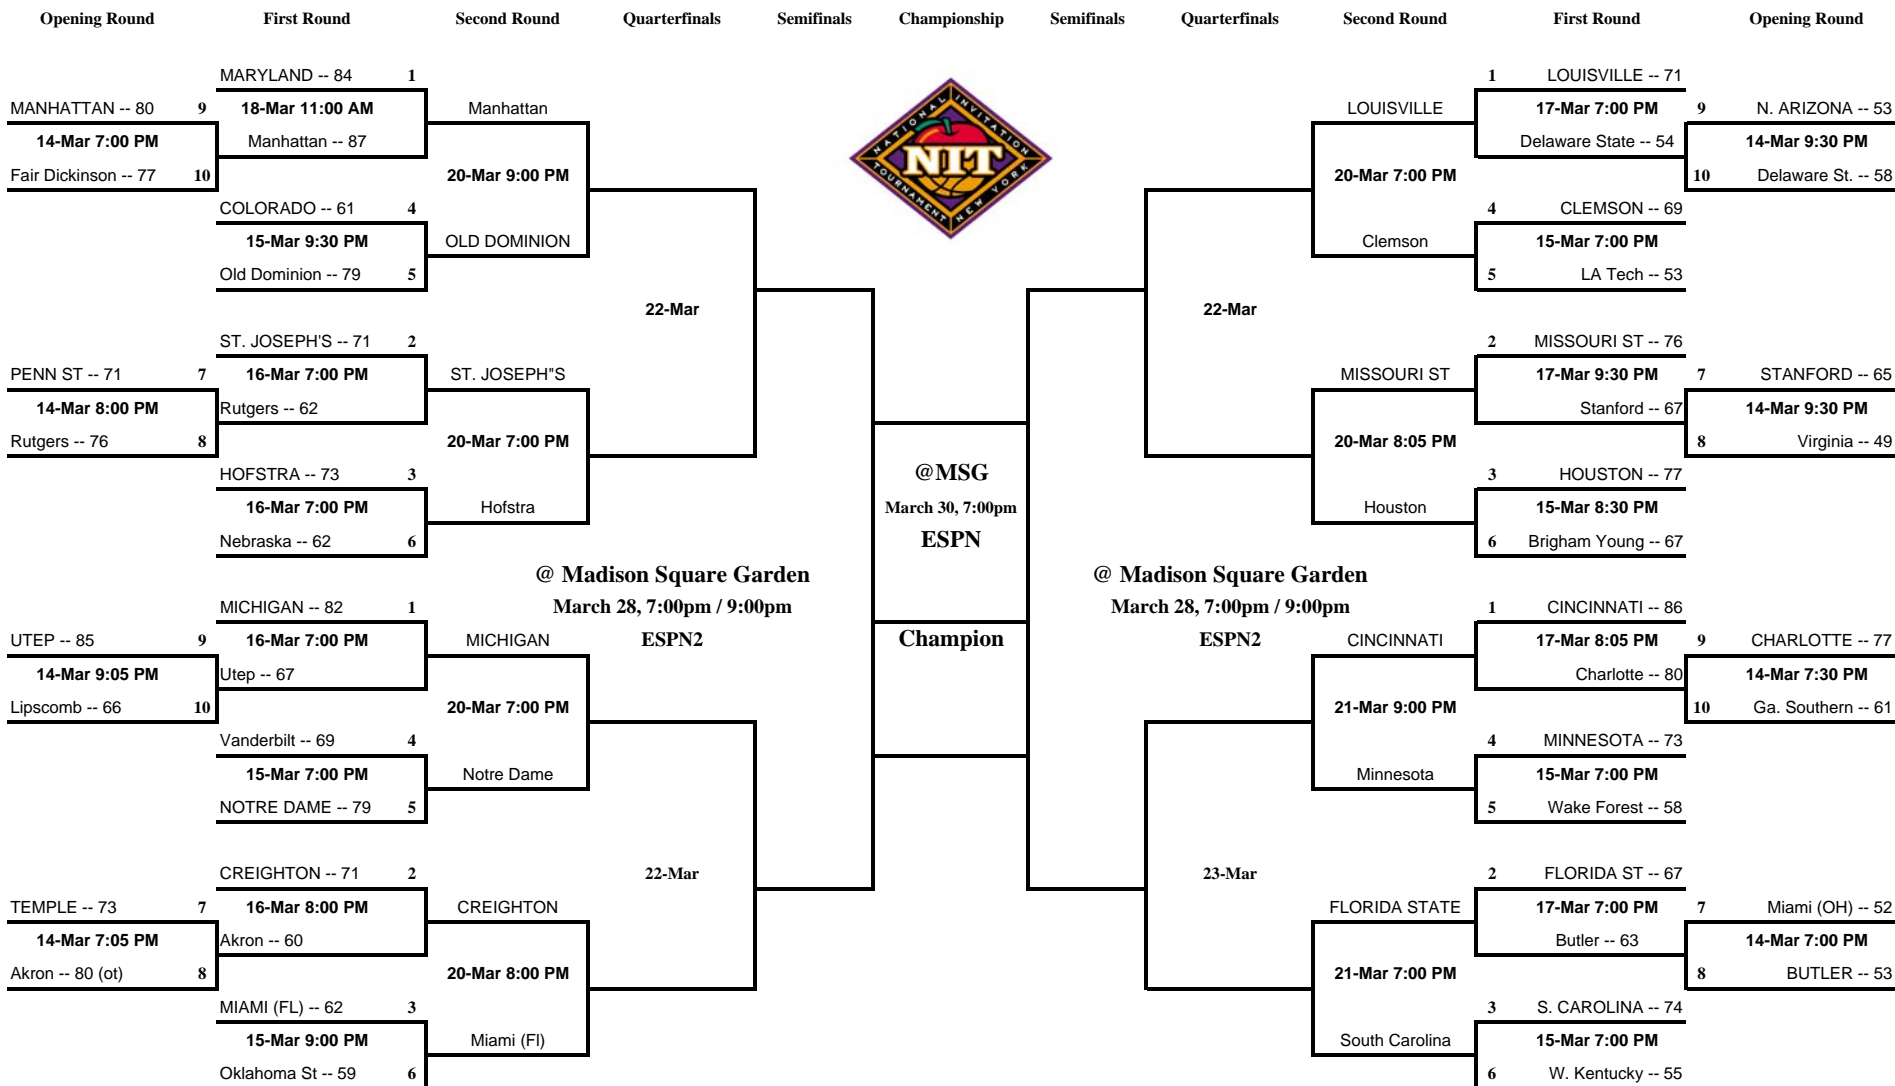 Opening Round First Round Second Round Quarterfinals Semifinals Championship Semifinals Quarterfinals Second Round First Round Opening Round
MARYLAND -- 84 1
MANHATTAN -- 80 9
18-Mar 11:00 AM
Manhattan
14-Mar 7:00 PM
Manhattan -- 87
Fair Dickinson -- 77 10
20-Mar 9:00 PM
COLORADO -- 61 4
15-Mar 9:30 PM
OLD DOMINION
Old Dominion -- 79 5
22-Mar
ST. JOSEPH'S -- 71 2
PENN ST -- 71 7
16-Mar 7:00 PM
ST. JOSEPH"S
14-Mar 8:00 PM
Rutgers -- 62
Rutgers -- 76 8
20-Mar 7:00 PM
HOFSTRA -- 73 3
16-Mar 7:00 PM
Hofstra
Nebraska -- 62 6
@ Madison Square Garden
March 28, 7:00pm / 9:00pm
ESPN2
MICHIGAN -- 82 1
UTEP -- 85 9
16-Mar 7:00 PM
MICHIGAN
14-Mar 9:05 PM
Utep -- 67
Lipscomb -- 66 10
20-Mar 7:00 PM
Vanderbilt -- 69 4
15-Mar 7:00 PM
Notre Dame
NOTRE DAME -- 79 5
22-Mar
CREIGHTON -- 71 2
TEMPLE -- 73 7
16-Mar 8:00 PM
CREIGHTON
14-Mar 7:05 PM
Akron -- 60
Akron -- 80 (ot) 8
20-Mar 8:00 PM
MIAMI (FL) -- 62 3
15-Mar 9:00 PM
Miami (Fl)
Oklahoma St -- 59 6
NATIONAL INVITATION
NIT
TOURNAMENT NEW YORK
@MSG
March 30, 7:00pm
ESPN
Champion
1 LOUISVILLE -- 71
LOUISVILLE
17-Mar 7:00 PM
9 N. ARIZONA -- 53
Delaware State -- 54
14-Mar 9:30 PM
20-Mar 7:00 PM
10 Delaware St. -- 58
4 CLEMSON -- 69
Clemson
15-Mar 7:00 PM
5 LA Tech -- 53
22-Mar
2 MISSOURI ST -- 76
MISSOURI ST
17-Mar 9:30 PM
7 STANFORD -- 65
Stanford -- 67
14-Mar 9:30 PM
20-Mar 8:05 PM
8 Virginia -- 49
3 HOUSTON -- 77
Houston
15-Mar 8:30 PM
6 Brigham Young -- 67
@ Madison Square Garden
March 28, 7:00pm / 9:00pm
ESPN2
1 CINCINNATI -- 86
CINCINNATI
17-Mar 8:05 PM
9 CHARLOTTE -- 77
Charlotte -- 80
14-Mar 7:30 PM
21-Mar 9:00 PM
10 Ga. Southern -- 61
4 MINNESOTA -- 73
Minnesota
15-Mar 7:00 PM
5 Wake Forest -- 58
23-Mar
2 FLORIDA ST -- 67
FLORIDA STATE
17-Mar 7:00 PM
7 Miami (OH) -- 52
Butler -- 63
14-Mar 7:00 PM
21-Mar 7:00 PM
8 BUTLER -- 53
3 S. CAROLINA -- 74
South Carolina
15-Mar 7:00 PM
6 W. Kentucky -- 55